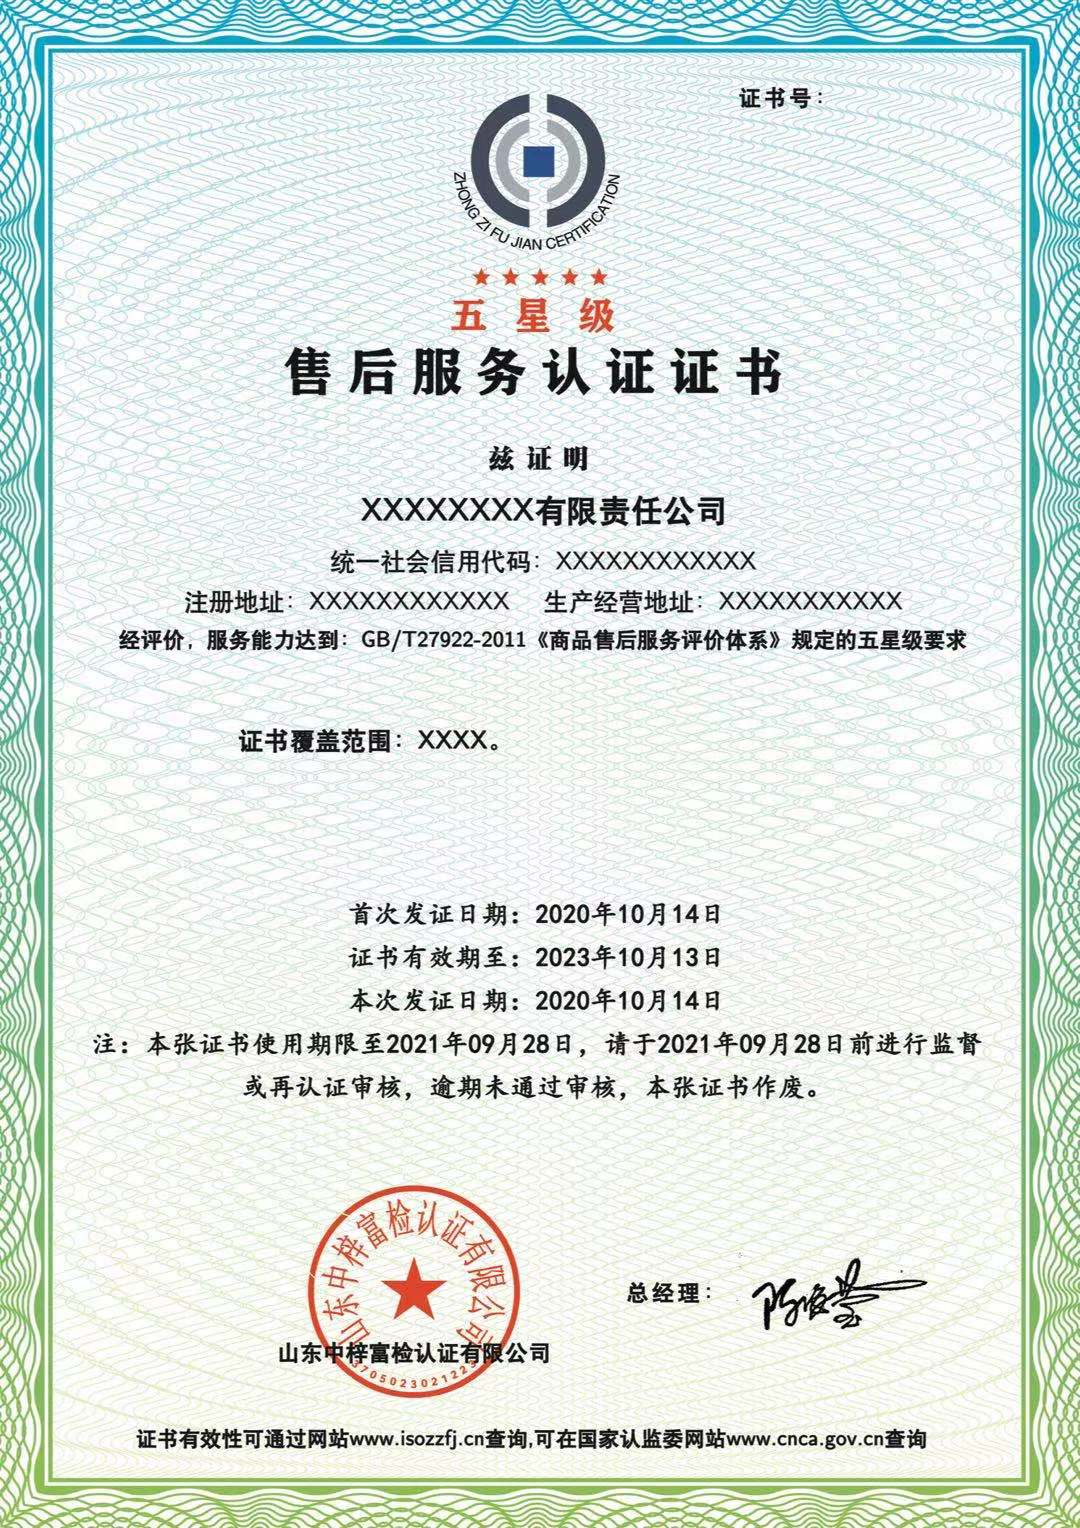 证书号：
ZHONG ZI FU JIAN CERTIFICATION
五星级
售后服务认证证书
兹证明
XXXXXXXX有限责任公司
统一社会信用代码：XXXXXXXXXXXX
注册地址：XXXXXXXXXXXX 生产经营地址：XXXXXXXXXXX
经评价，服务能力达到：GB/T27922-2011《商品售后服务评价体系》规定的五星级要求
证书覆盖范围：XXXX。
首次发证日期：2020年10月14日
证书有效期至：2023年10月13日
本次发证日期：2020年10月14日
注：本张证书使用期限至2021年09月28日，请于2021年09月28日前进行监督
或再认证审核，逾期未通过审核，本张证书作废。
山东中梓富检认证有限公司
总经理：
山东中梓富检认证有限公司
3705023021223
证书有效性可通过网站www.isozzfj.cn查询,可在国家认监委网站www.cnca.gov.cn查询